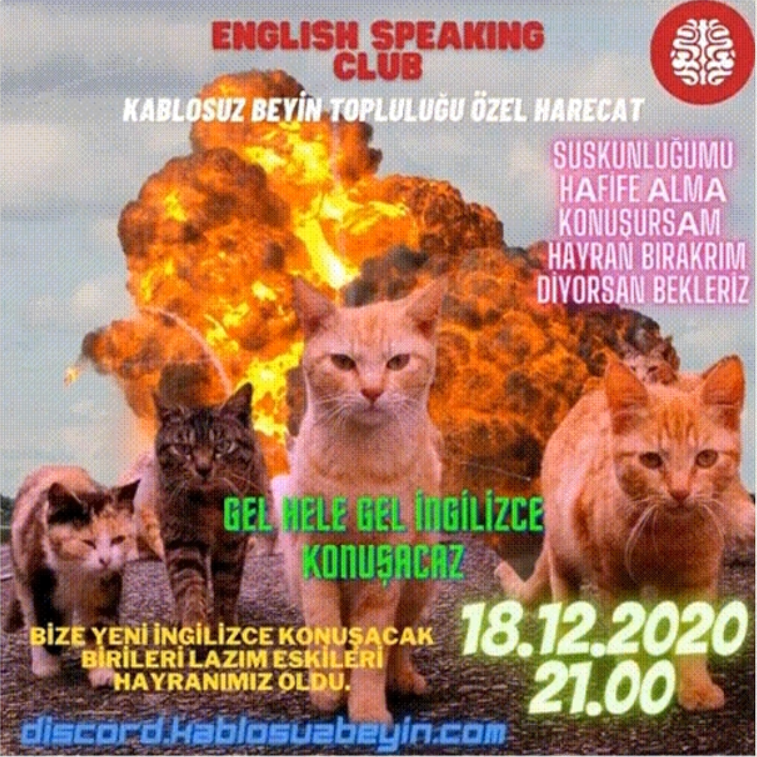 ENGLISH SPEAKING
CLUB
KABLOSUZ BEYİN TOPLULUĞU ÖZEL HARECAT
SUSKUNLUĞUMU
HAFİFE ALMA
KONUŞURSAM
HAYRAN BIRAKRIM
DİYORSAN BEKLERİZ
GEL HELE GEL İNGİLİZCE
KONUŞACAZ
BİZE YENİ İNGİLİZCE KONUŞACAK
BİRİLERİ LAZIM ESKİLERİ
HAYRANIMIZ OLDU.
18.12.2020
21.00
discord.kablosuzbeyin.com